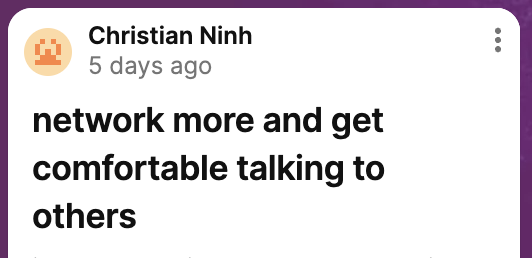 Christian Ninh
5 days ago
network more and get
comfortable talking to
others